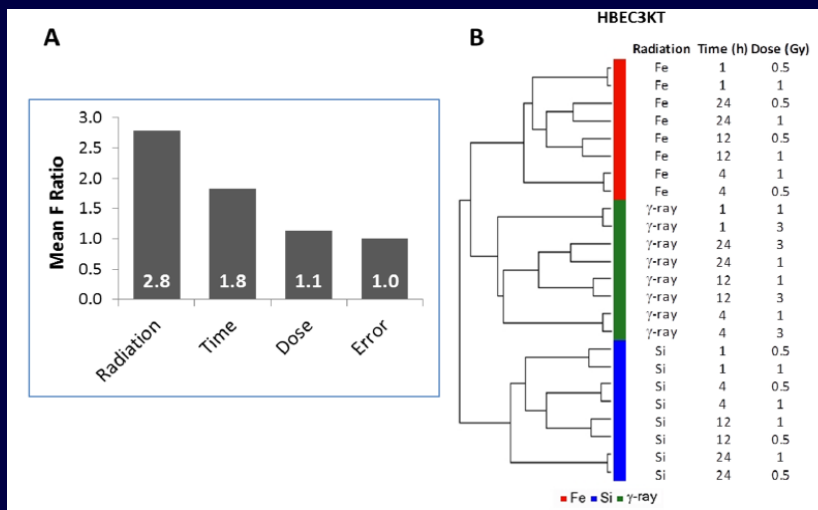 A
3.0
2.5
2.0
1.5
1.0
0.5
0.0
Mean F Ratio
2.8 1.8 1.1 1.0
Radiation Time Dose Error
B
HBEC3KT
Radiation Time (h) Dose (Gy)
Fe 1 0.5
Fe 1 1
Fe 24 0.5
Fe 24 1
Fe 12 0.5
Fe 12 1
Fe 4 1
Fe 4 0.5
γ-ray 1 1
γ-ray 1 3
γ-ray 24 3
γ-ray 24 1
γ-ray 12 1
γ-ray 12 3
γ-ray 4 1
γ-ray 4 3
Si 1 0.5
Si 1 1
Si 4 0.5
Si 4 1
Si 12 1
Si 12 0.5
Si 24 1
Si 24 0.5
Fe Si γ-ray